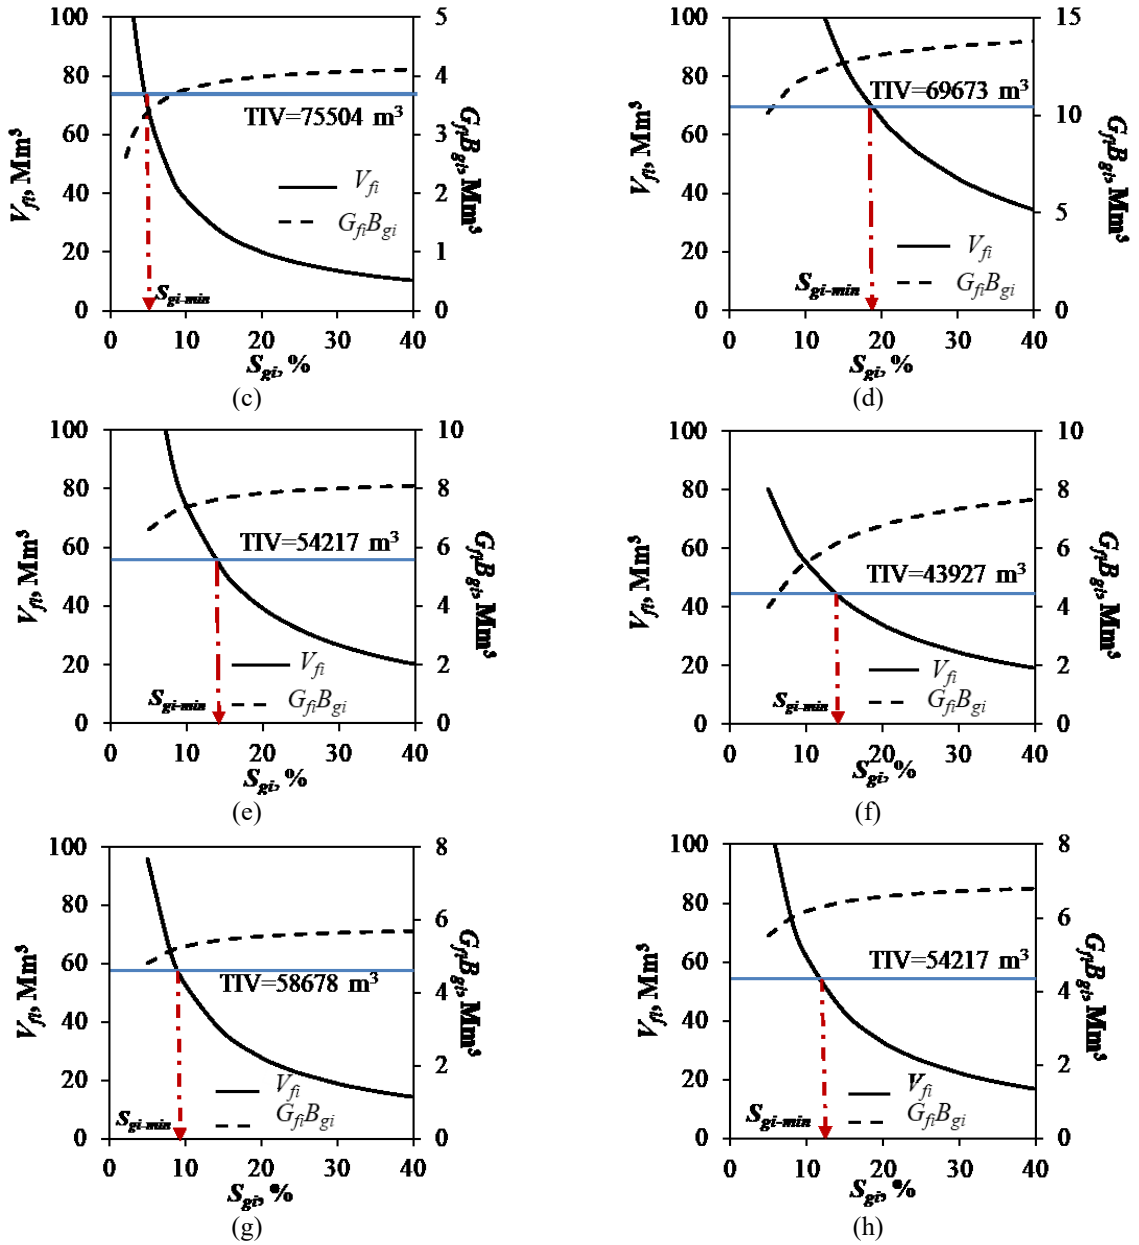 100
80
60
40
20
0
V_fi, Mm³
5
4
3
2
1
0
G_fiB_gi, Mm³
TIV=75504 m³
V_fi
G_fiB_gi
S_gi-min
10 20 30 40
S_gi, %
(c)
100
80
60
40
20
0
V_fi, Mm³
15
10
5
0
G_fiB_gi, Mm³
TIV=69673 m³
V_fi
G_fiB_gi
S_gi-min
0 10 20 30 40
S_gi, %
(d)
100
80
60
40
20
0
V_fi, Mm³
10
8
6
4
2
0
G_fiB_gi, Mm³
TIV=54217 m³
V_fi
G_fiB_gi
S_gi-min
0 10 20 30 40
S_gi, %
(e)
100
80
60
40
20
0
V_fi, Mm³
10
8
6
4
2
0
G_fiB_gi, Mm³
TIV=43927 m³
V_fi
G_fiB_gi
S_gi-min
0 10 20 30 40
S_gi, %
(f)
100
80
60
40
20
0
V_fi, Mm³
8
6
4
2
0
G_fiB_gi, Mm³
TIV=58678 m³
V_fi
G_fiB_gi
S_gi-min
0 10 20 30 40
S_gi, %
(g)
100
80
60
40
20
0
V_fi, Mm³
8
6
4
2
0
G_fiB_gi, Mm³
TIV=54217 m³
V_fi
G_fiB_gi
S_gi-min
0 10 20 30 40
S_gi, %
(h)